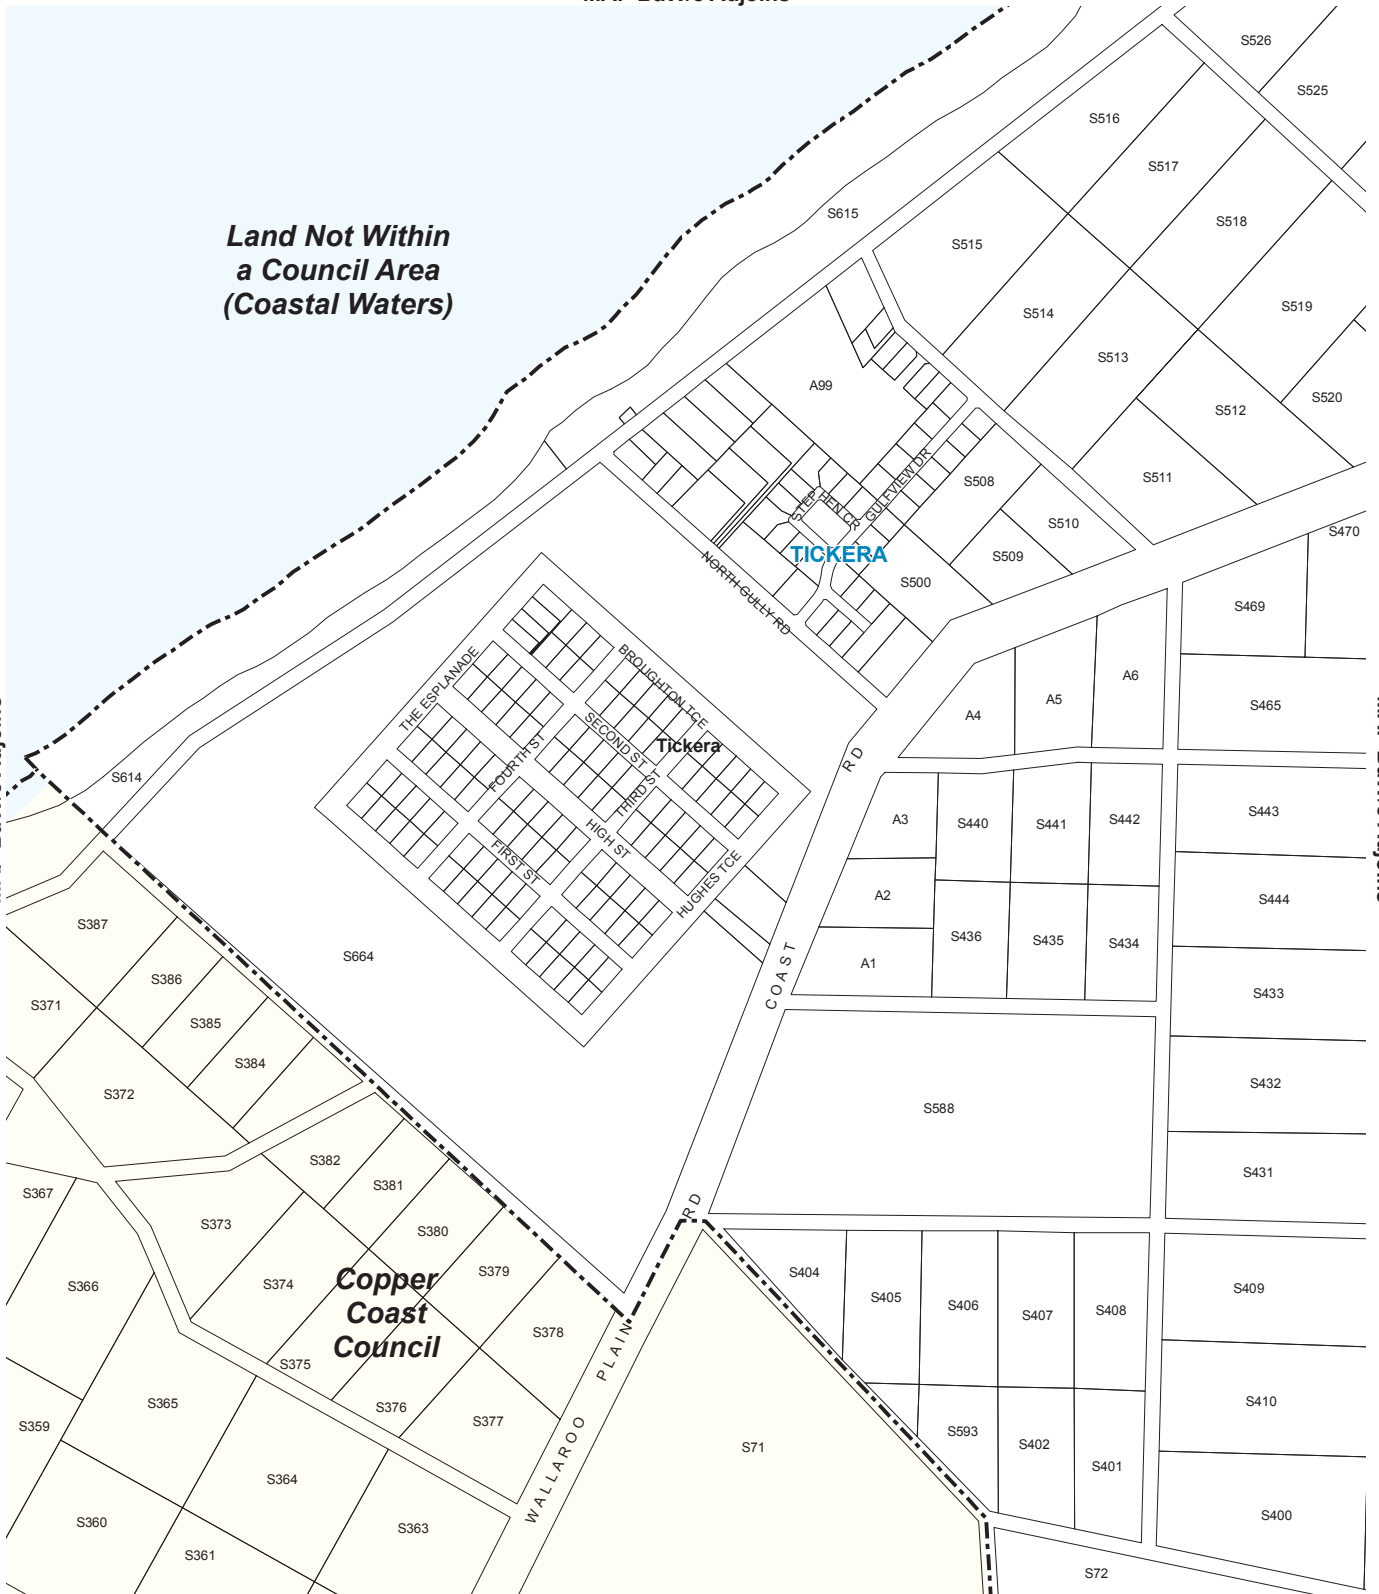 S526
S525
S516
S517
S615
S518
S515
Land Not Within
a Council Area
(Coastal Waters)
S519
S514
S513
A99
S520
S512
S511
GULFVIEW DR
S508
STEPHEN CR
S510
S470
TICKERA
S509
S500
NORTH GULLY RD
S469
BROUGHTON TCE
THE ESPLANADE
A6
A5
S465
A4
SECOND ST
Tickera
FOURTH ST
RD
S614
THIRD ST
HIGH ST
A3
S440
S441
S442
S443
FIRST ST
HUGHES TCE
A2
S444
S387
S436
S435
S434
S664
COAST
A1
S386
S433
S371
S385
S384
S432
S372
S588
S382
S431
S381
S367
RD
S373
S380
S404
S379
Copper
Coast
Council
S366
S374
S405
S406
S407
S408
S409
S378
PLAIN
S375
S365
S376
S377
S410
S359
WALLAROO
S593
S402
S71
S401
S364
S400
S360
S363
S361
S72